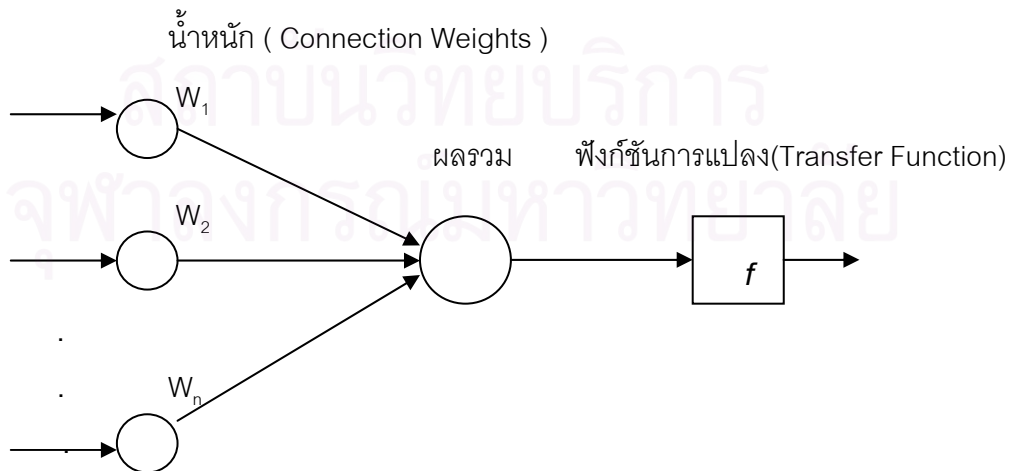 น้ำหนัก ( Connection Weights )
สถาบันวิทยบริการ
W₁
ผลรวม ฟังก์ชันการแปลง(Transfer Function)
จุฬาลงกรณ์มหาวิทยาลัย
W₂
f
.
.
Wₙ
.